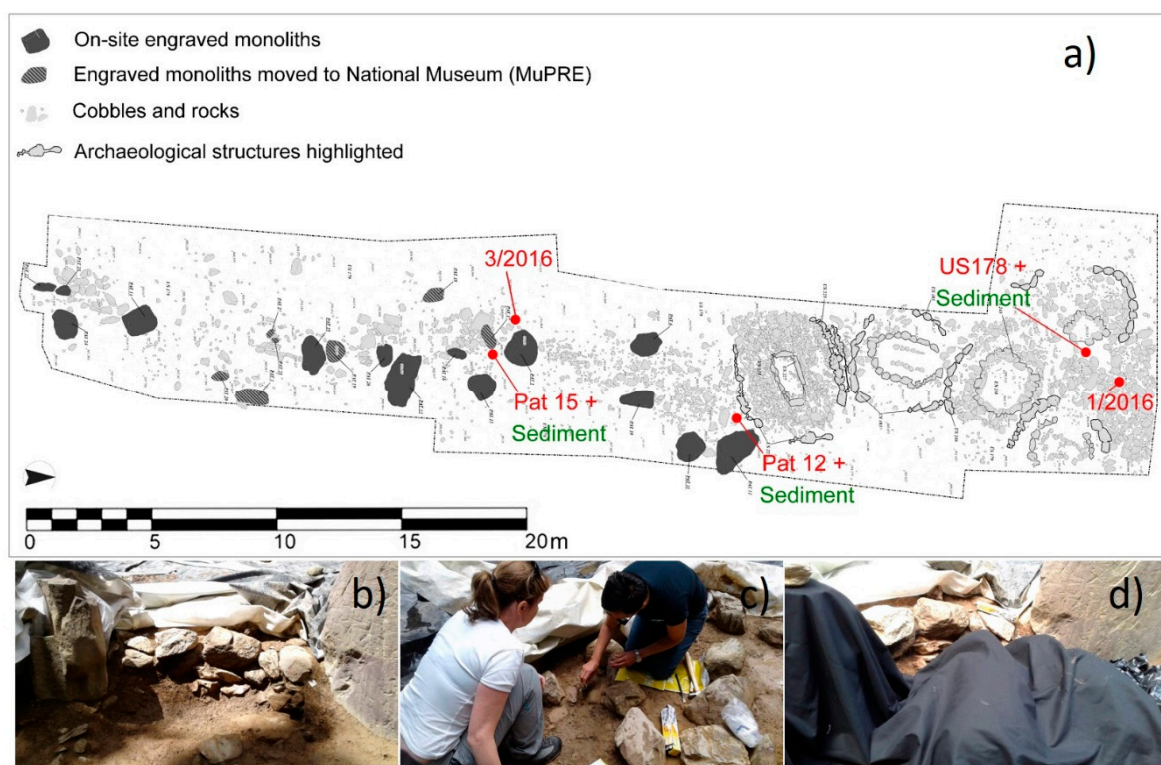 a)
On-site engraved monoliths
Engraved monoliths moved to National Museum (MuPRE)
Cobbles and rocks
Archaeological structures highlighted
3/2016
US178 +
Sediment
1/2016
Pat 15 +
Sediment
Pat 12 +
Sediment
0 5 10 15 20 m
b)
c)
d)